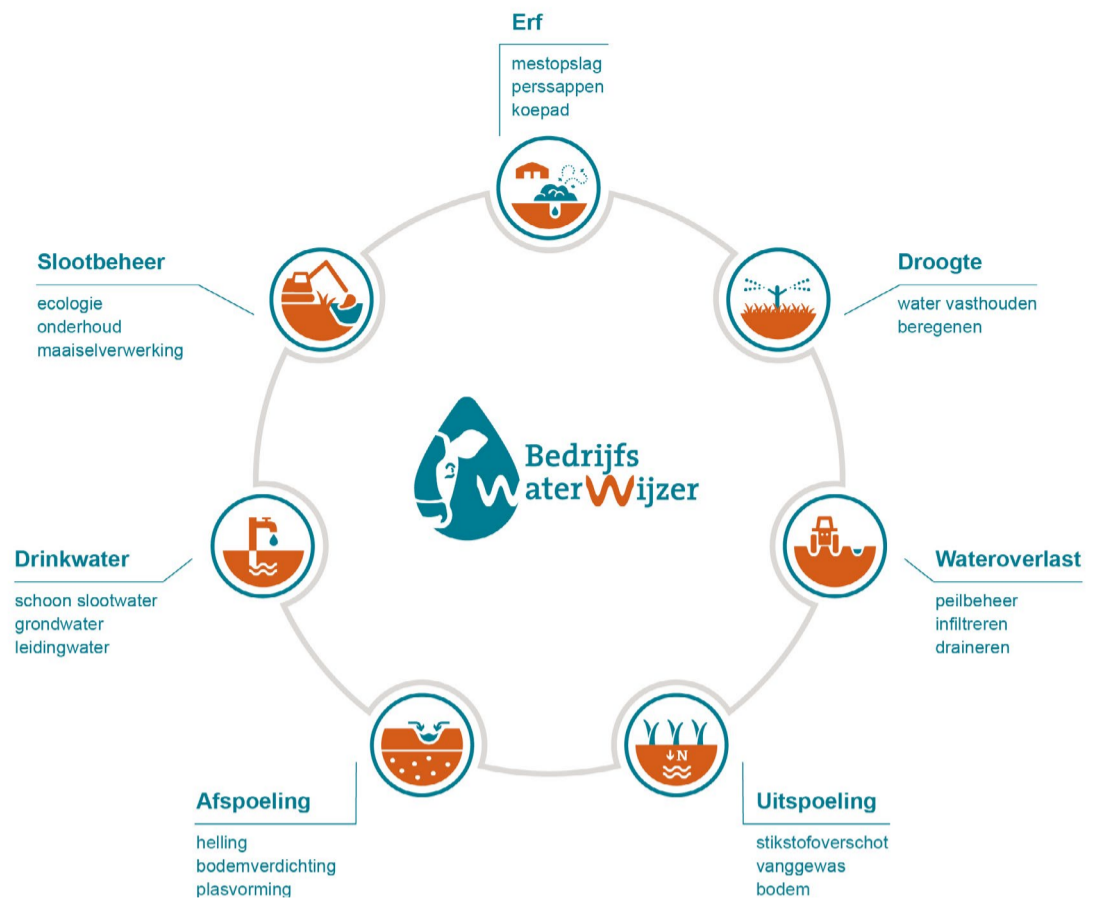 Erf
mestopslag
perssappen
koepad
Droogte
water vasthouden
beregenen
Wateroverlast
peilbeheer
infiltreren
draineren
Uitspoeling
stikstofoverschot
vanggewas
bodem
Afspoeling
helling
bodemverdichting
plasvorming
Drinkwater
schoon slootwater
grondwater
leidingwater
Slootbeheer
ecologie
onderhoud
maaiselverwerking
Bedrijfs
WaterWijzer
N